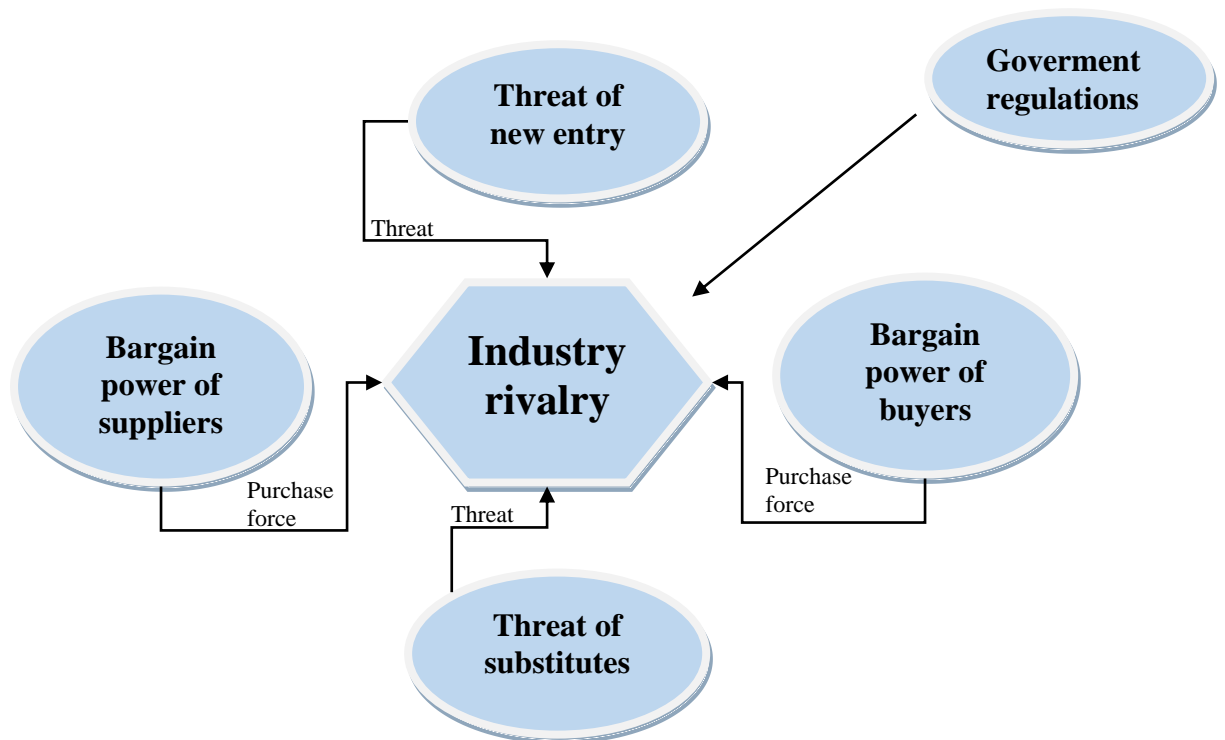 Threat of
new entry
Goverment
regulations
Threat
Bargain
power of
suppliers
Industry
rivalry
Bargain
power of
buyers
Purchase
force
Threat
Purchase
force
Threat of
substitutes